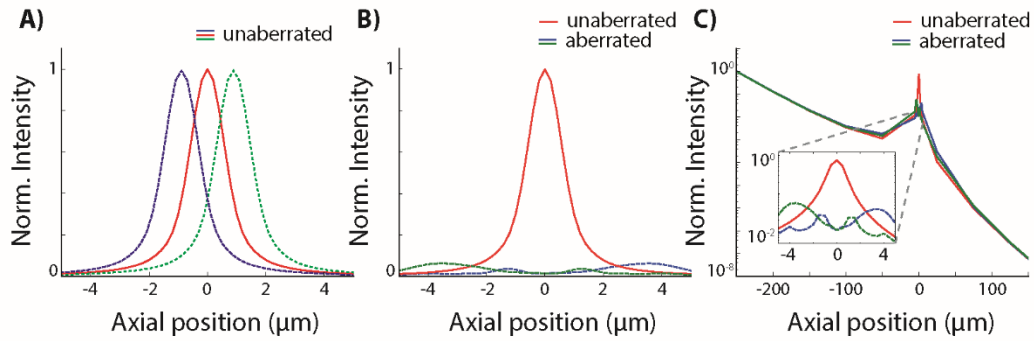 A)
unaberrated
Norm. Intensity
1
0
-4
-2
0
2
4
Axial position (μm)
B)
unaberrated
aberrated
Norm. Intensity
1
0
-4
-2
0
2
4
Axial position (μm)
C)
unaberrated
aberrated
Norm. Intensity
10⁰
10⁻⁸
10⁰
10⁻²
-4
0
4
-200
-100
0
100
Axial position (μm)